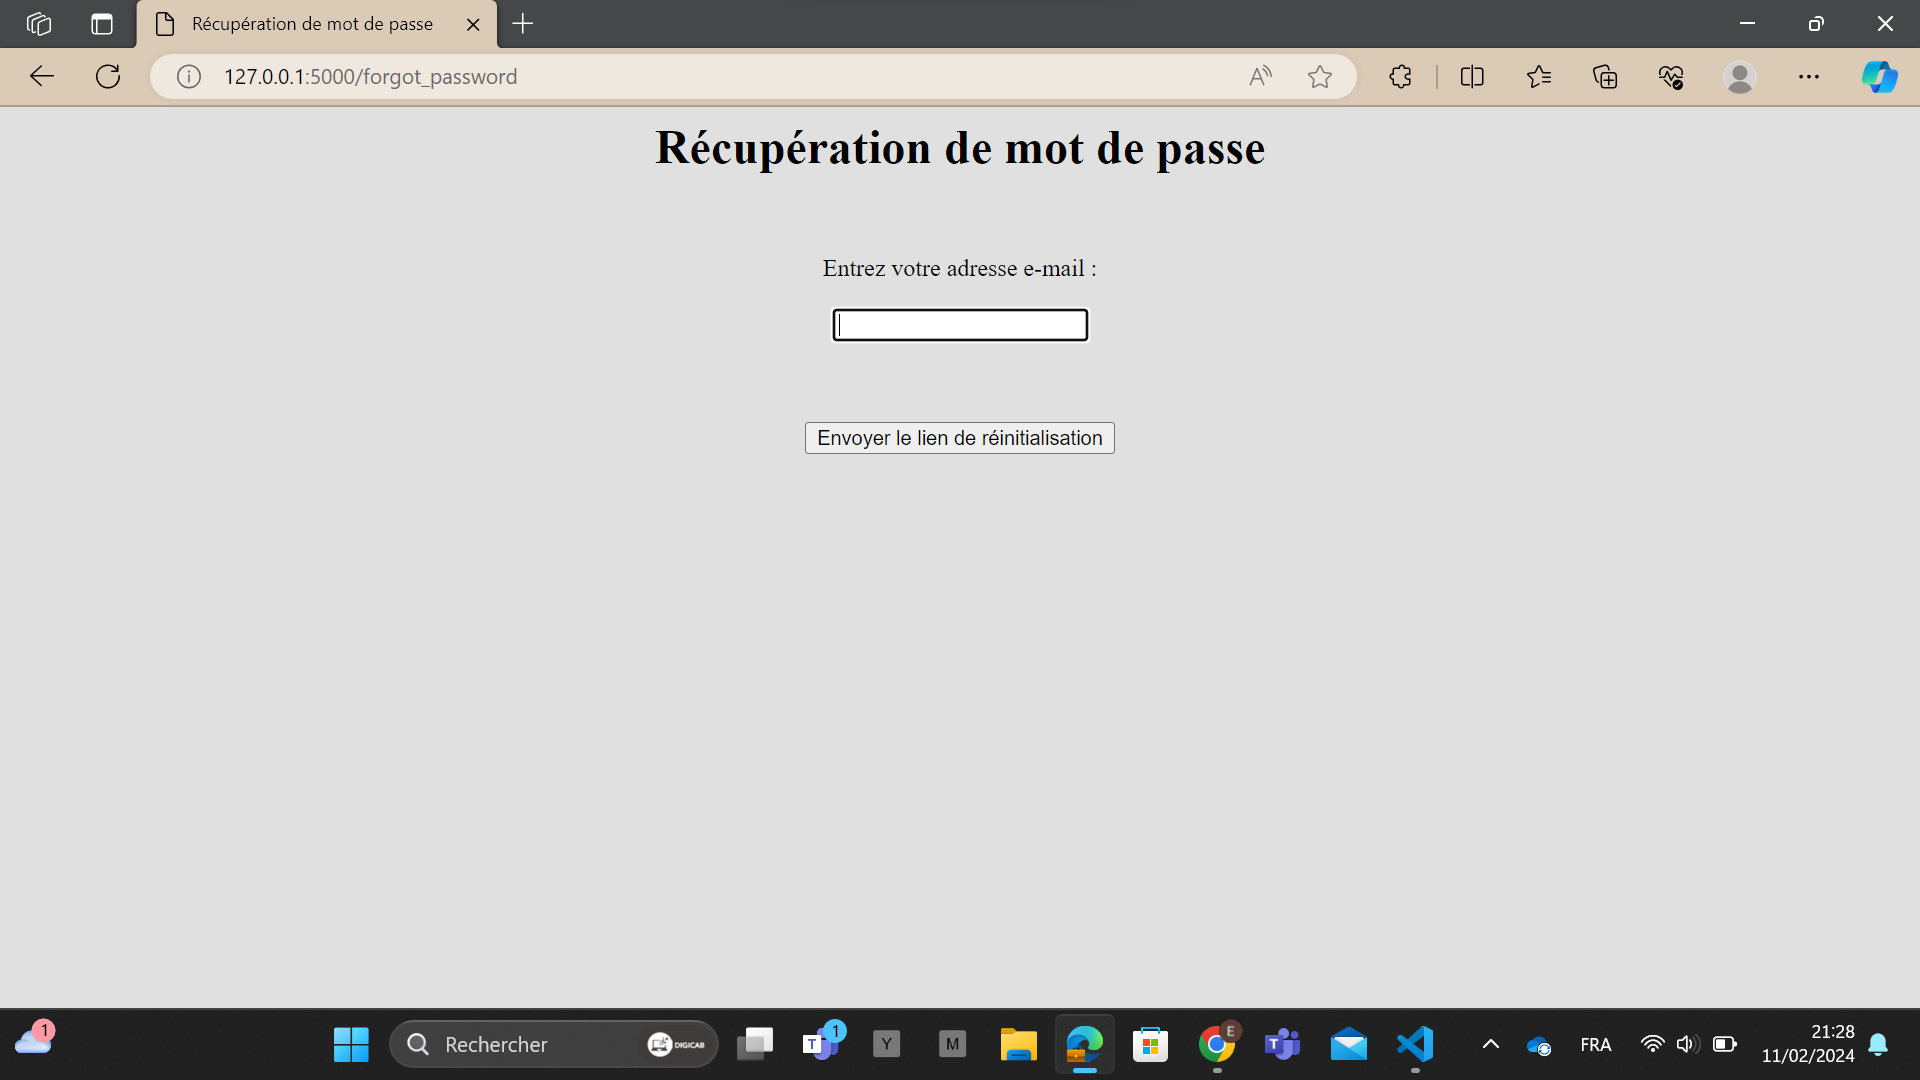 Récupération de mot de passe
127.0.0.1:5000/forgot_password
Récupération de mot de passe
Entrez votre adresse e-mail :
Envoyer le lien de réinitialisation
1
Rechercher
DIGICAB
T
1
Y
M
E
T
FRA
21:28
11/02/2024